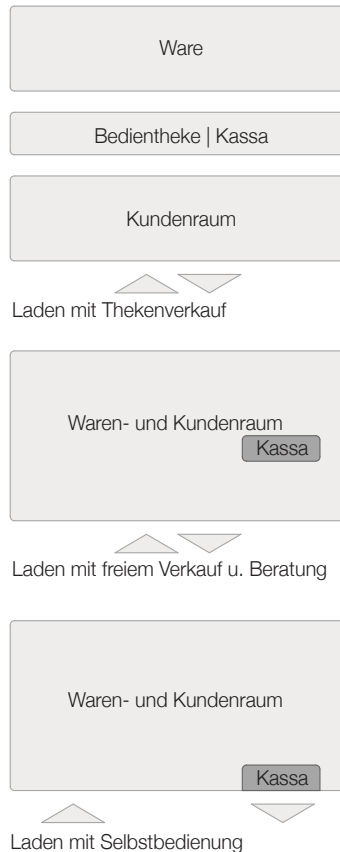 Ware
Bedientheke | Kassa
Kundenraum
Laden mit Thekenverkauf
Waren- und Kundenraum
Kassa
Laden mit freiem Verkauf u. Beratung
Waren- und Kundenraum
Kassa
Laden mit Selbstbedienung